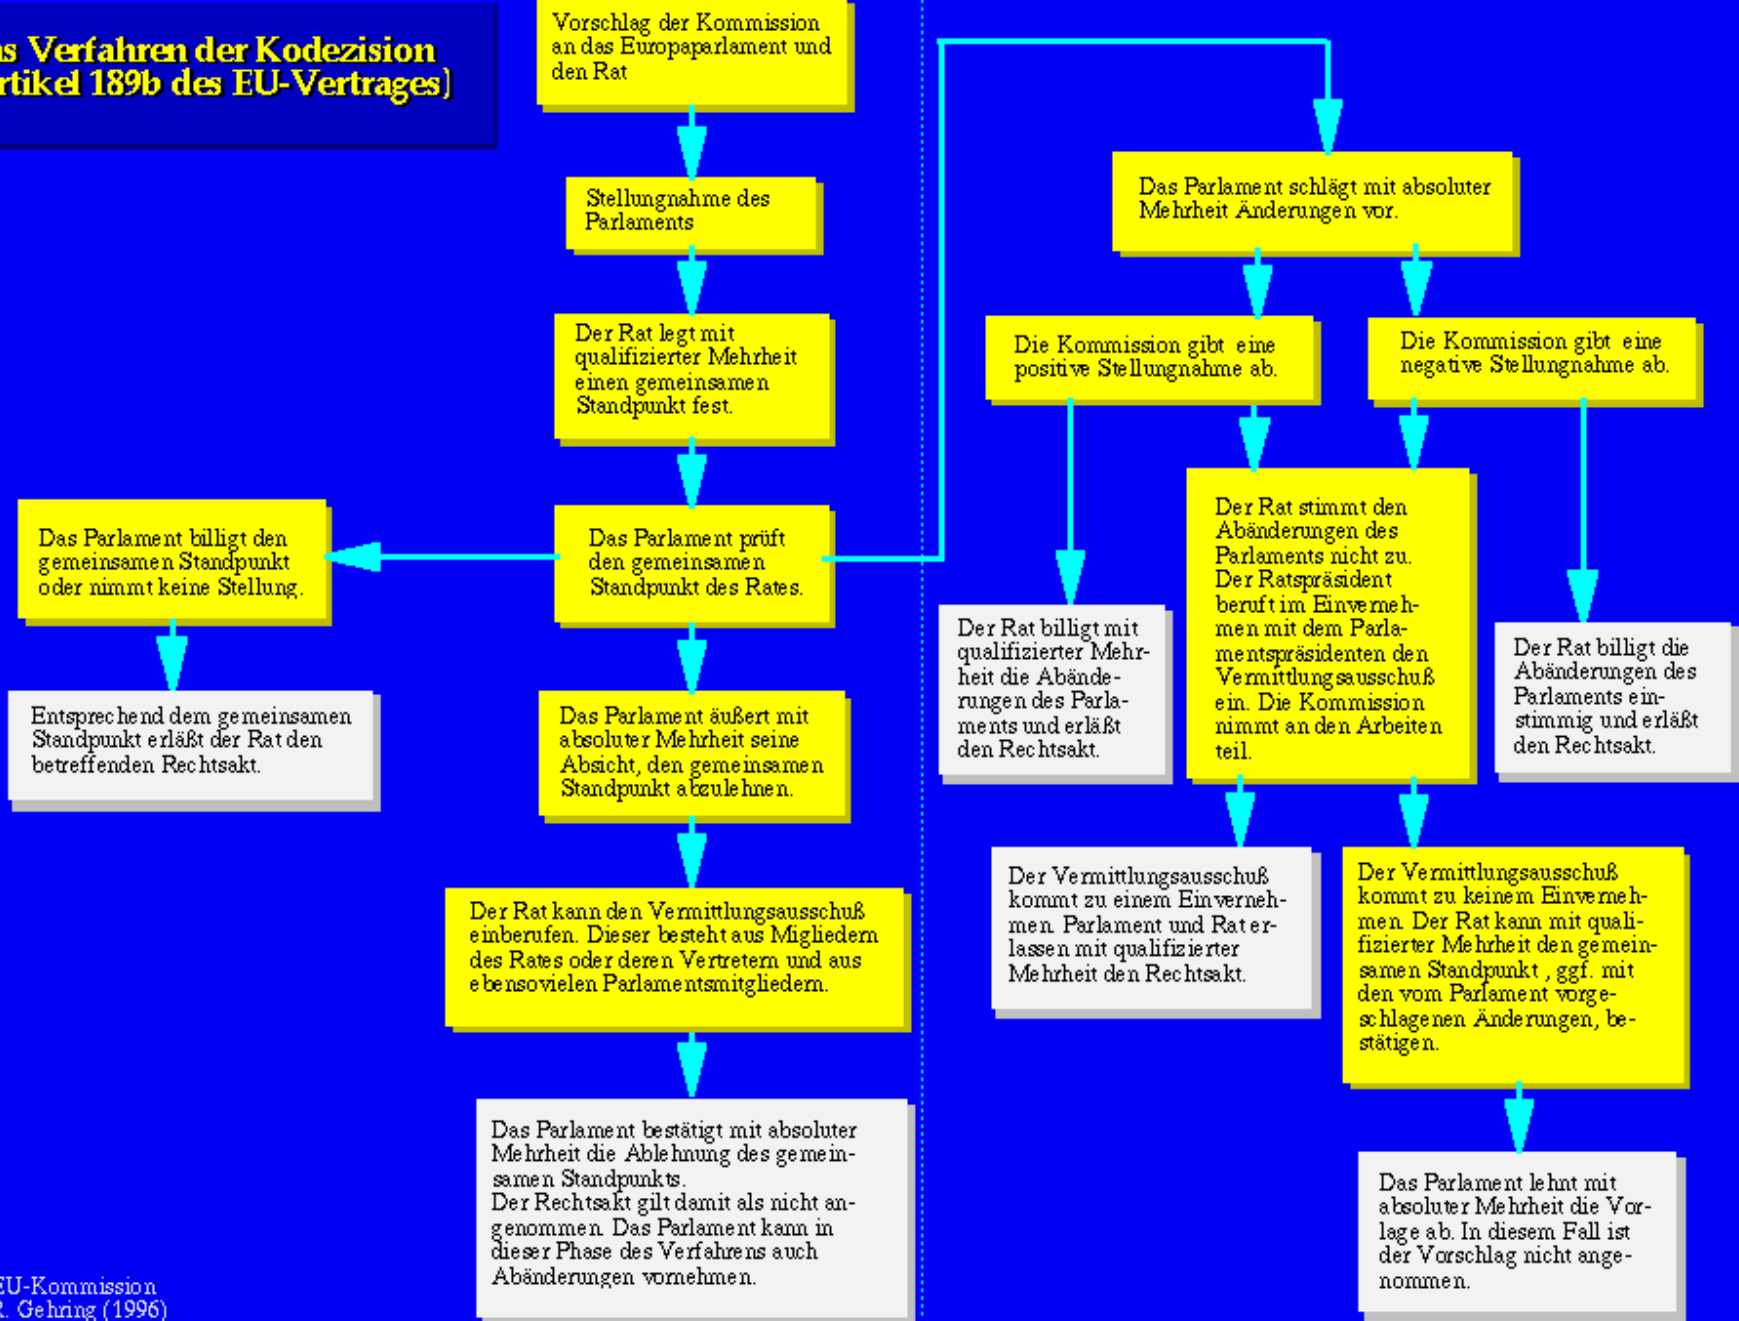 s Verfahren der Kodezision
rtikel 189b des EU-Vertrages)
Vorschlag der Kommission
an das Europaparlament und
den Rat
Stellungnahme des
Parlaments
Der Rat legt mit
qualifizierter Mehrheit
einen gemeinsamen
Standpunkt fest.
Das Parlament prüft
den gemeinsamen
Standpunkt des Rates.
Das Parlament billigt den
gemeinsamen Standpunkt
oder nimmt keine Stellung.
Entsprechend dem gemeinsamen
Standpunkt erläßt der Rat den
betreffenden Rechtsakt.
Das Parlament äußert mit
absoluter Mehrheit seine
Absicht, den gemeinsamen
Standpunkt abzulehnen.
Der Rat kann den Vermittlungsausschuß
einberufen. Dieser besteht aus Migliedern
des Rates oder deren Vertretern und aus
ebensovielen Parlamentsmitgliedern.
Das Parlament bestätigt mit absoluter
Mehrheit die Ablehnung des gemein-
samen Standpunkts.
Der Rechtsakt gilt damit als nicht an-
genommen. Das Parlament kann in
dieser Phase des Verfahrens auch
Abänderungen vornehmen.
Das Parlament schlägt mit absoluter
Mehrheit Änderungen vor.
Die Kommission gibt eine
positive Stellungnahme ab.
Die Kommission gibt eine
negative Stellungnahme ab.
Der Rat billigt mit
qualifizierter Mehr-
heit die Abände-
rungen des Parla-
ments und erläßt
den Rechtsakt.
Der Rat stimmt den
Abänderungen des
Parlaments nicht zu.
Der Ratspräsident
beruft im Einverneh-
men mit dem Parla-
mentspräsidenten den
Vermittlungsausschuß
ein. Die Kommission
nimmt an den Arbeiten
teil.
Der Rat billigt die
Abänderungen des
Parlaments ein-
stimmig und erläßt
den Rechtsakt.
Der Vermittlungsausschuß
kommt zu einem Einverneh-
men. Parlament und Rat er-
lassen mit qualifizierter
Mehrheit den Rechtsakt.
Der Vermittlungsausschuß
kommt zu keinem Einverneh-
men. Der Rat kann mit quali-
fizierter Mehrheit den gemein-
samen Standpunkt , ggf. mit
den vom Parlament vorge-
schlagenen Änderungen, be-
stätigen.
Das Parlament lehnt mit
absoluter Mehrheit die Vor-
lage ab. In diesem Fall ist
der Vorschlag nicht ange-
nommen.
EU-Kommission
R. Gehring (1996)